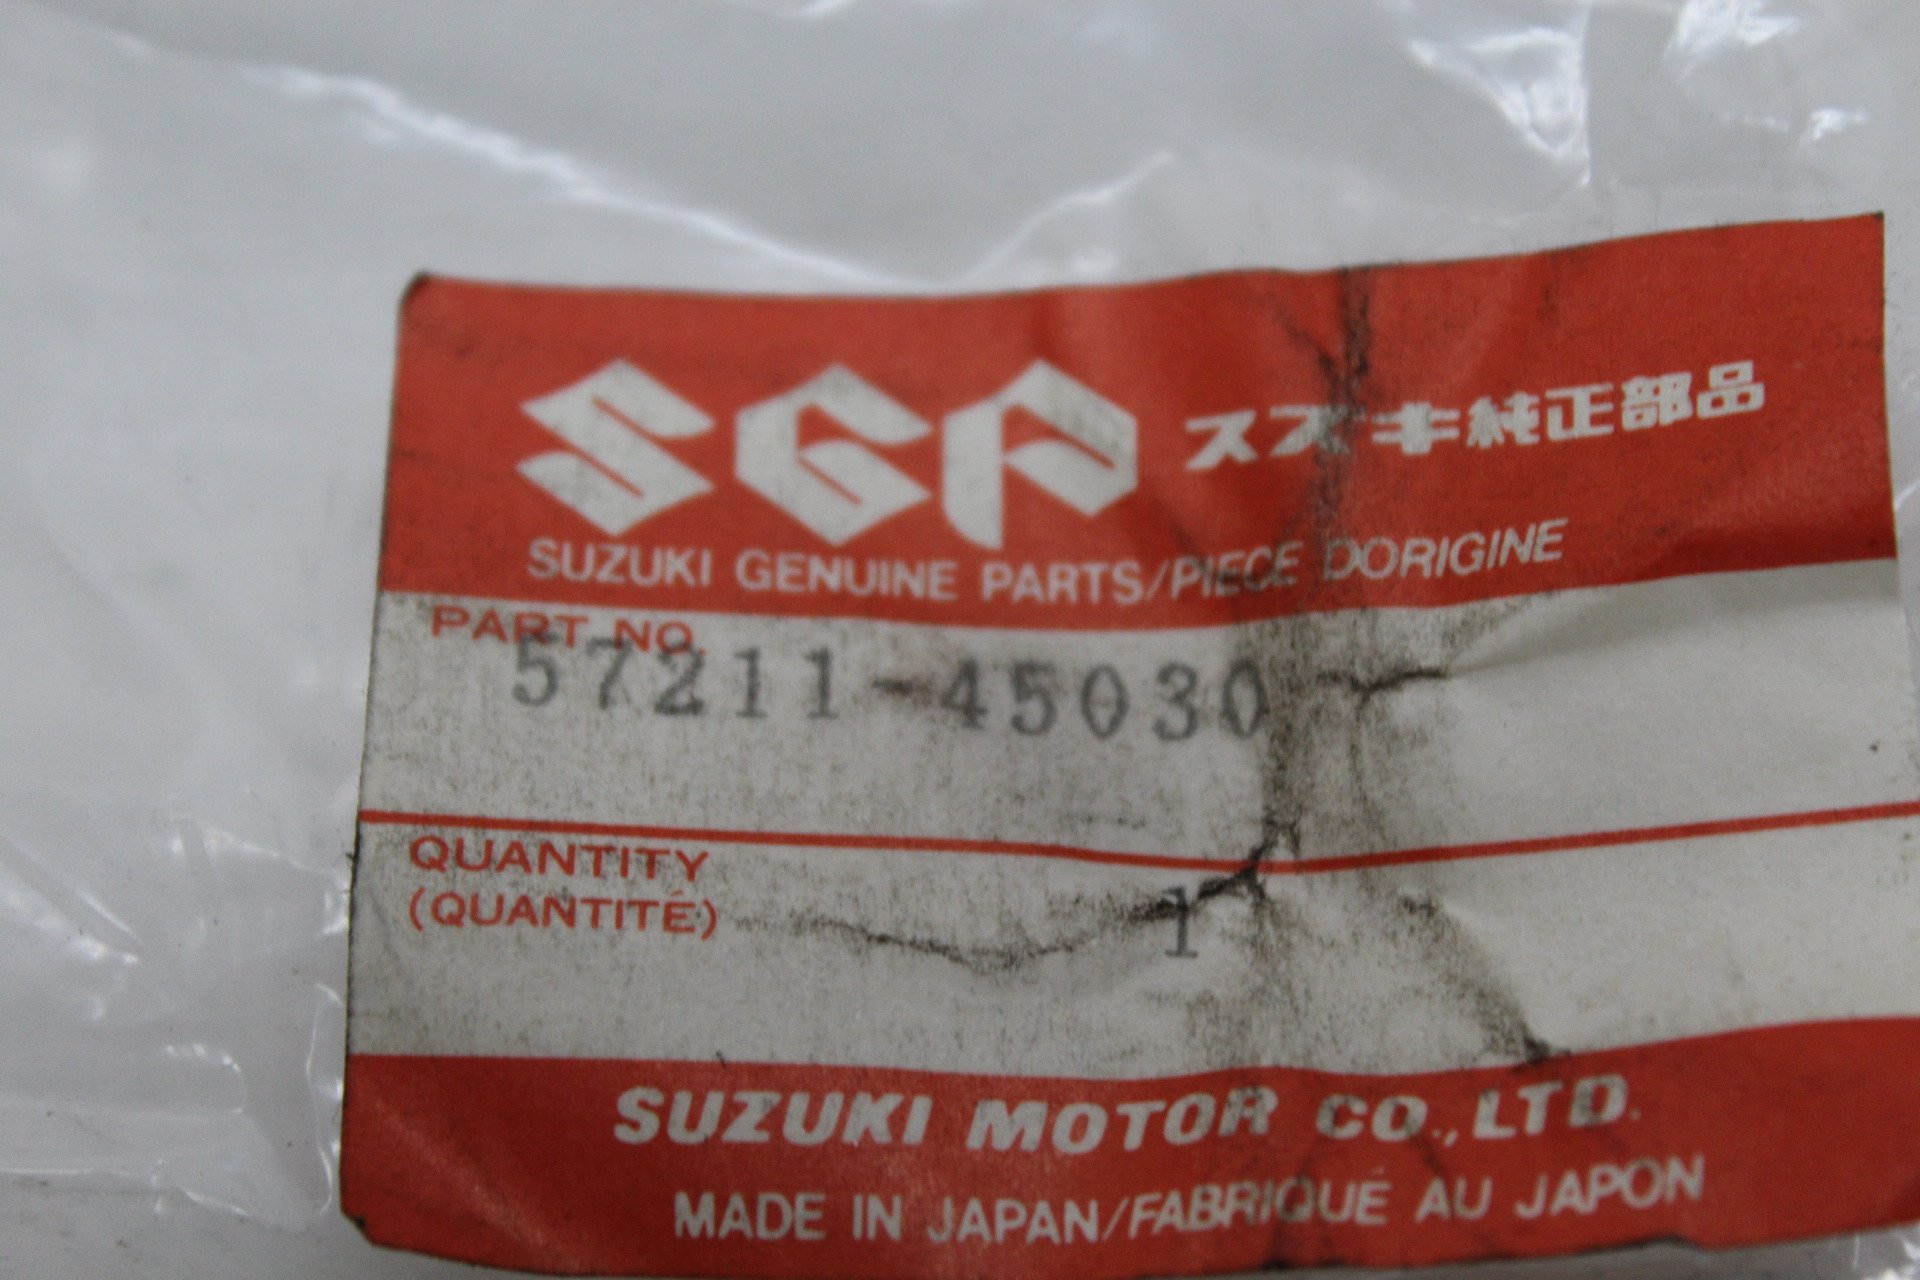 SGP スズキ純正部品
SUZUKI GENUINE PARTS/PIECE D'ORIGINE
PART NO.
57211-45030
QUANTITY
(QUANTITÉ)
1
SUZUKI MOTOR CO.,LTD.
MADE IN JAPAN/FABRIQUÉ AU JAPON